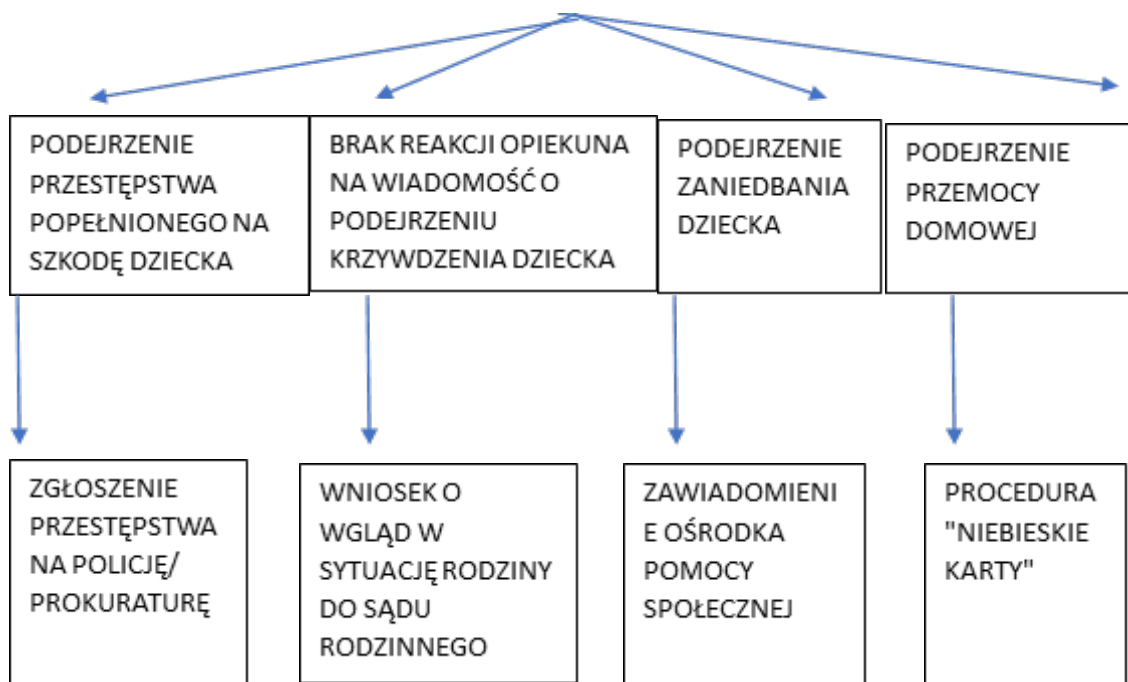 PODEJRZENIE
PRZESTĘPSTWA
POPEŁNIONEGO NA
SZKODĘ DZIECKA
BRAK REAKCJI OPIEKUNA
NA WIADOMOŚĆ O
PODEJRZENIU
KRZYWDZENIA DZIECKA
PODEJRZENIE
ZANIEDBANIA
DZIECKA
PODEJRZENIE
PRZEMOCY
DOMOWEJ
ZGŁOSZENIE
PRZESTĘPSTWA
NA POLICJĘ/
PROKURATURĘ
WNIOSEK O
WGLĄD W
SYTUACJĘ RODZINY
DO SĄDU
RODZINNEGO
ZAWIADOMIENI
E OŚRODKA
POMOCY
SPOŁECZNEJ
PROCEDURA
"NIEBIESKIE
KARTY"